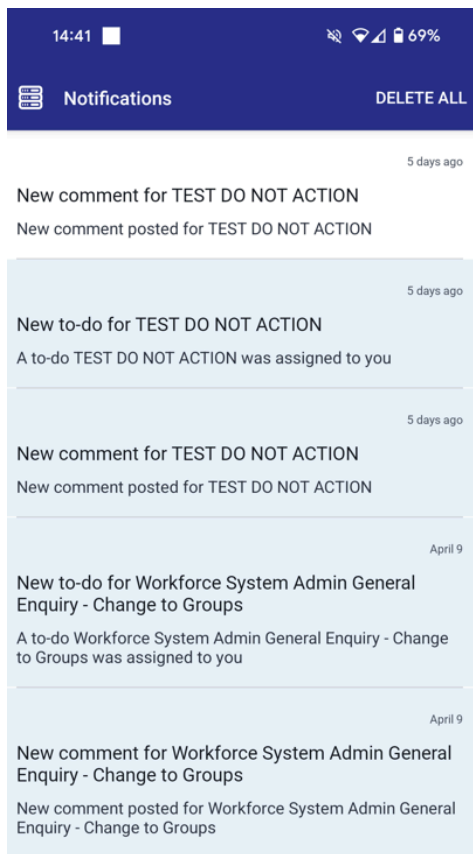 14:41 69%
Notifications DELETE ALL
5 days ago
New comment for TEST DO NOT ACTION
New comment posted for TEST DO NOT ACTION
5 days ago
New to-do for TEST DO NOT ACTION
A to-do TEST DO NOT ACTION was assigned to you
5 days ago
New comment for TEST DO NOT ACTION
New comment posted for TEST DO NOT ACTION
April 9
New to-do for Workforce System Admin General
Enquiry - Change to Groups
A to-do Workforce System Admin General Enquiry - Change
to Groups was assigned to you
April 9
New comment for Workforce System Admin General
Enquiry - Change to Groups
New comment posted for Workforce System Admin General
Enquiry - Change to Groups